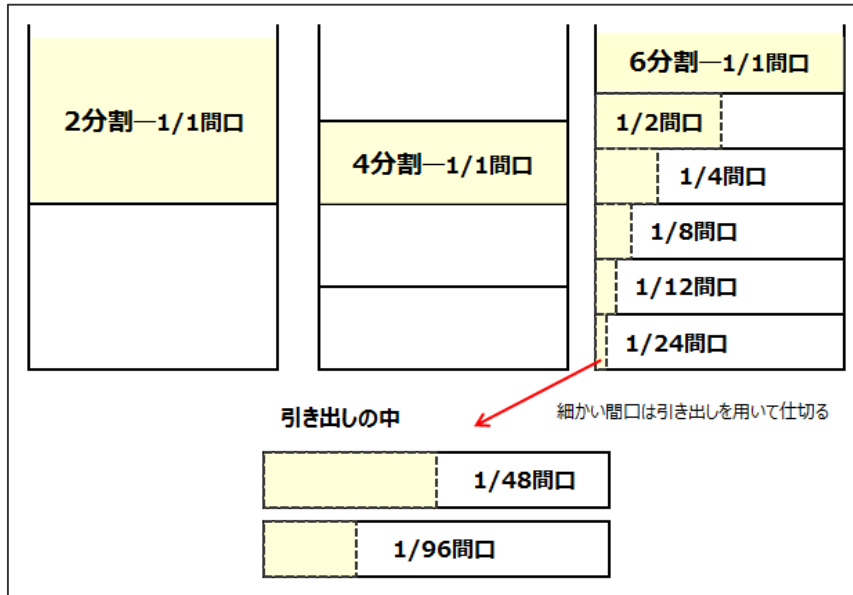 2分割―1/1間口
4分割―1/1間口
6分割―1/1間口
1/2間口
1/4間口
1/8間口
1/12間口
1/24間口
細かい間口は引き出しを用いて仕切る
引き出しの中
1/48間口
1/96間口